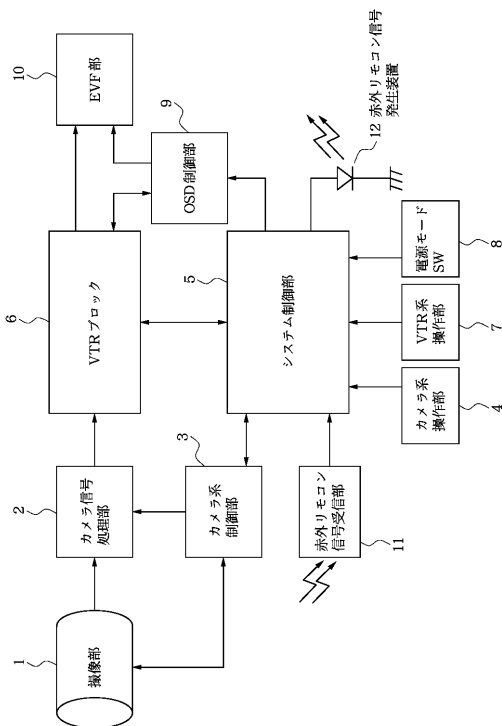 1
撮像部
2
カメラ信号
処理部
3
カメラ系
制御部
6
VTRブロック
5
システム制御部
10
EVF部
9
OSD制御部
12 赤外リモコン信号
発生装置
11
赤外リモコン
信号受信部
4
カメラ系
操作部
7
VTR系
操作部
8
電源モード
SW